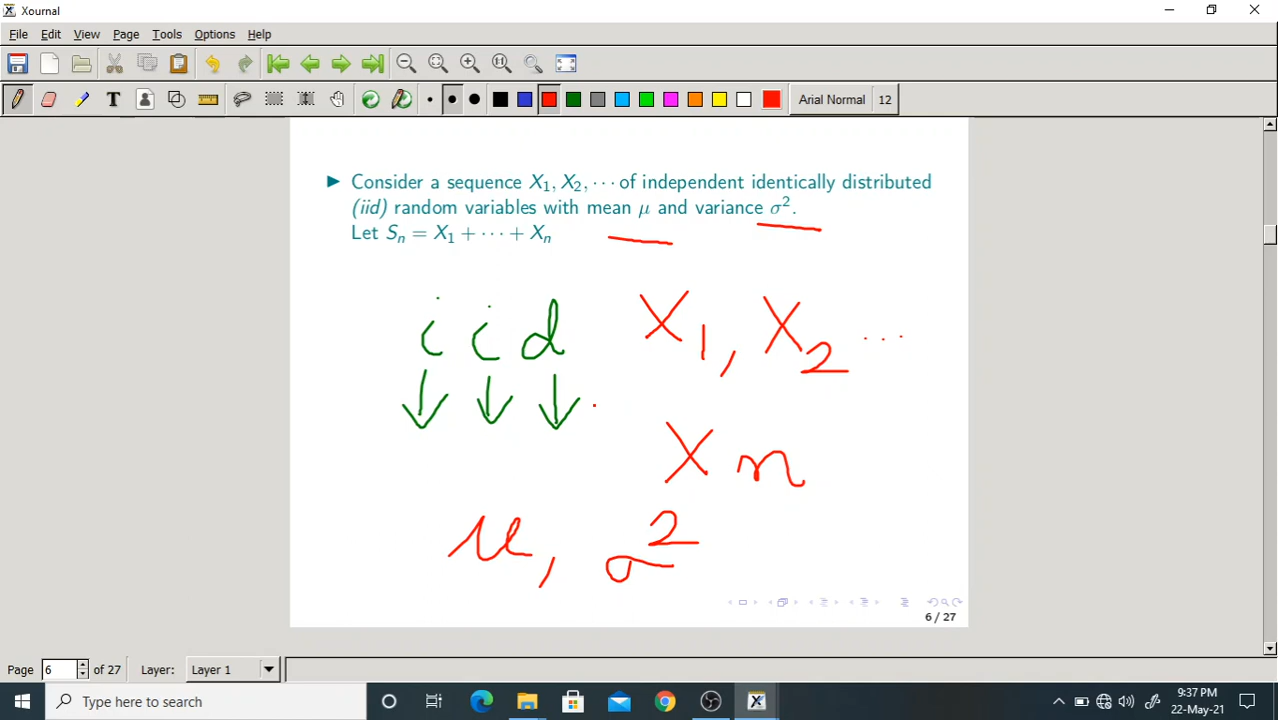 Xournal
File Edit View Page Tools Options Help
T Arial Normal 12
► Consider a sequence X₁, X₂, ··· of independent identically distributed
(iid) random variables with mean μ and variance σ².
Let Sₙ = X₁ + ··· + Xₙ
i i d X₁, X₂ ...
Xn
μ, σ²
6 / 27
Page 6 of 27 Layer: Layer 1
Type here to search
9:37 PM
22-May-21